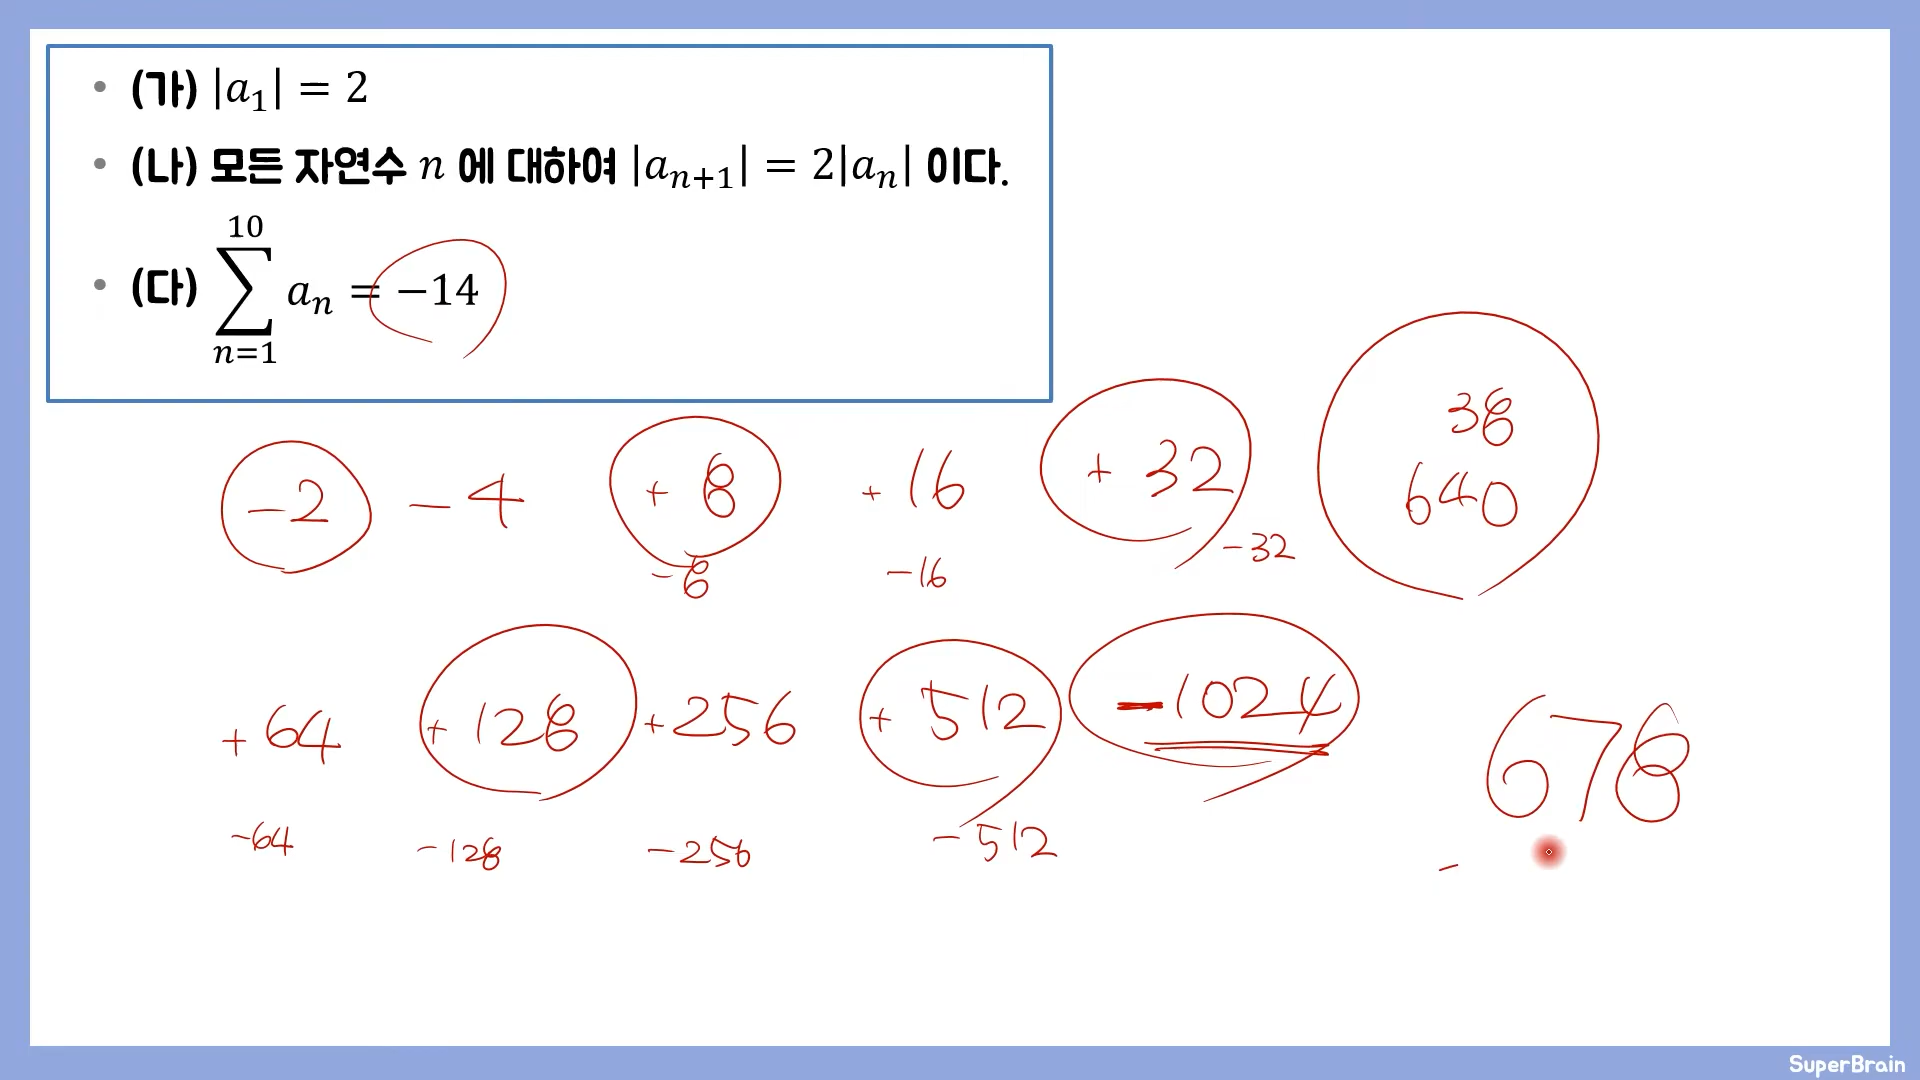 • (가) |a₁| = 2
• (나) 모든 자연수 n 에 대하여 |aₙ₊₁| = 2|aₙ| 이다.
10
• (다) ∑ aₙ = −14
n=1
−2 −4 + 8 + 16 + 32
38
640
−8 −16 −32
+ 64 + 128 + 256 + 512 −1024
678
−64 −128 −256 −512
−
SuperBrain